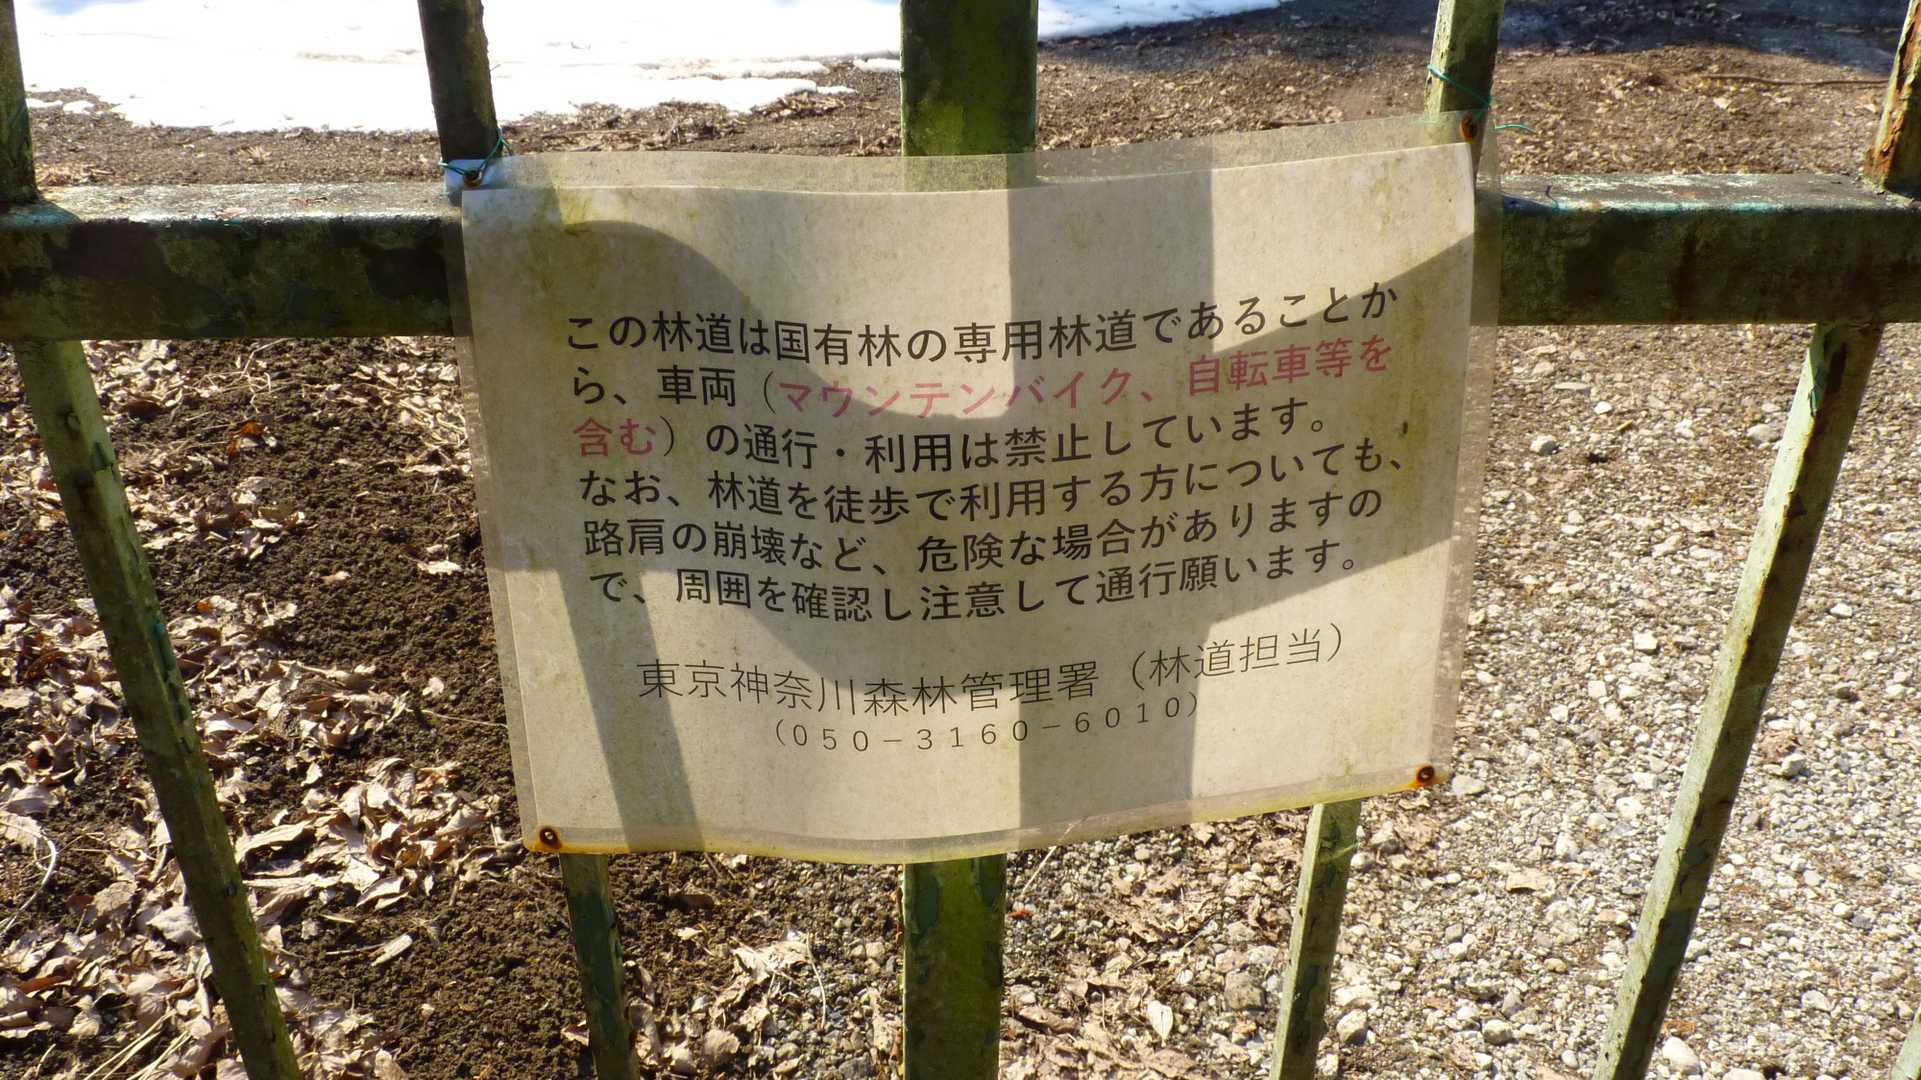 この林道は国有林の専用林道であることか
ら、車両（マウンテンバイク、自転車等を
含む）の通行・利用は禁止しています。
なお、林道を徒歩で利用する方についても、
路肩の崩壊など、危険な場合がありますの
で、周囲を確認し注意して通行願います。
東京神奈川森林管理署（林道担当）
（０５０－３１６０－６０１０）